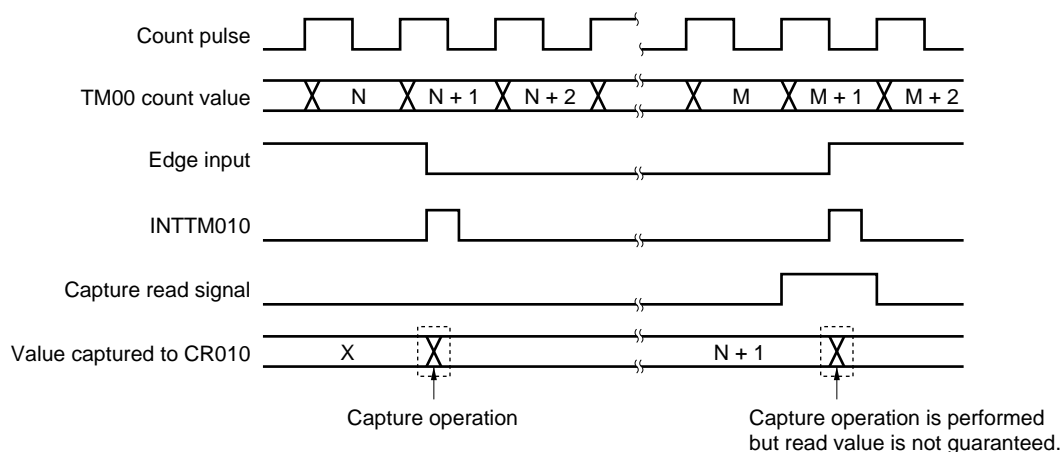 Count pulse
TM00 count value
N
N + 1
N + 2
M
M + 1
M + 2
Edge input
INTTM010
Capture read signal
Value captured to CR010
X
N + 1
Capture operation
Capture operation is performed
but read value is not guaranteed.